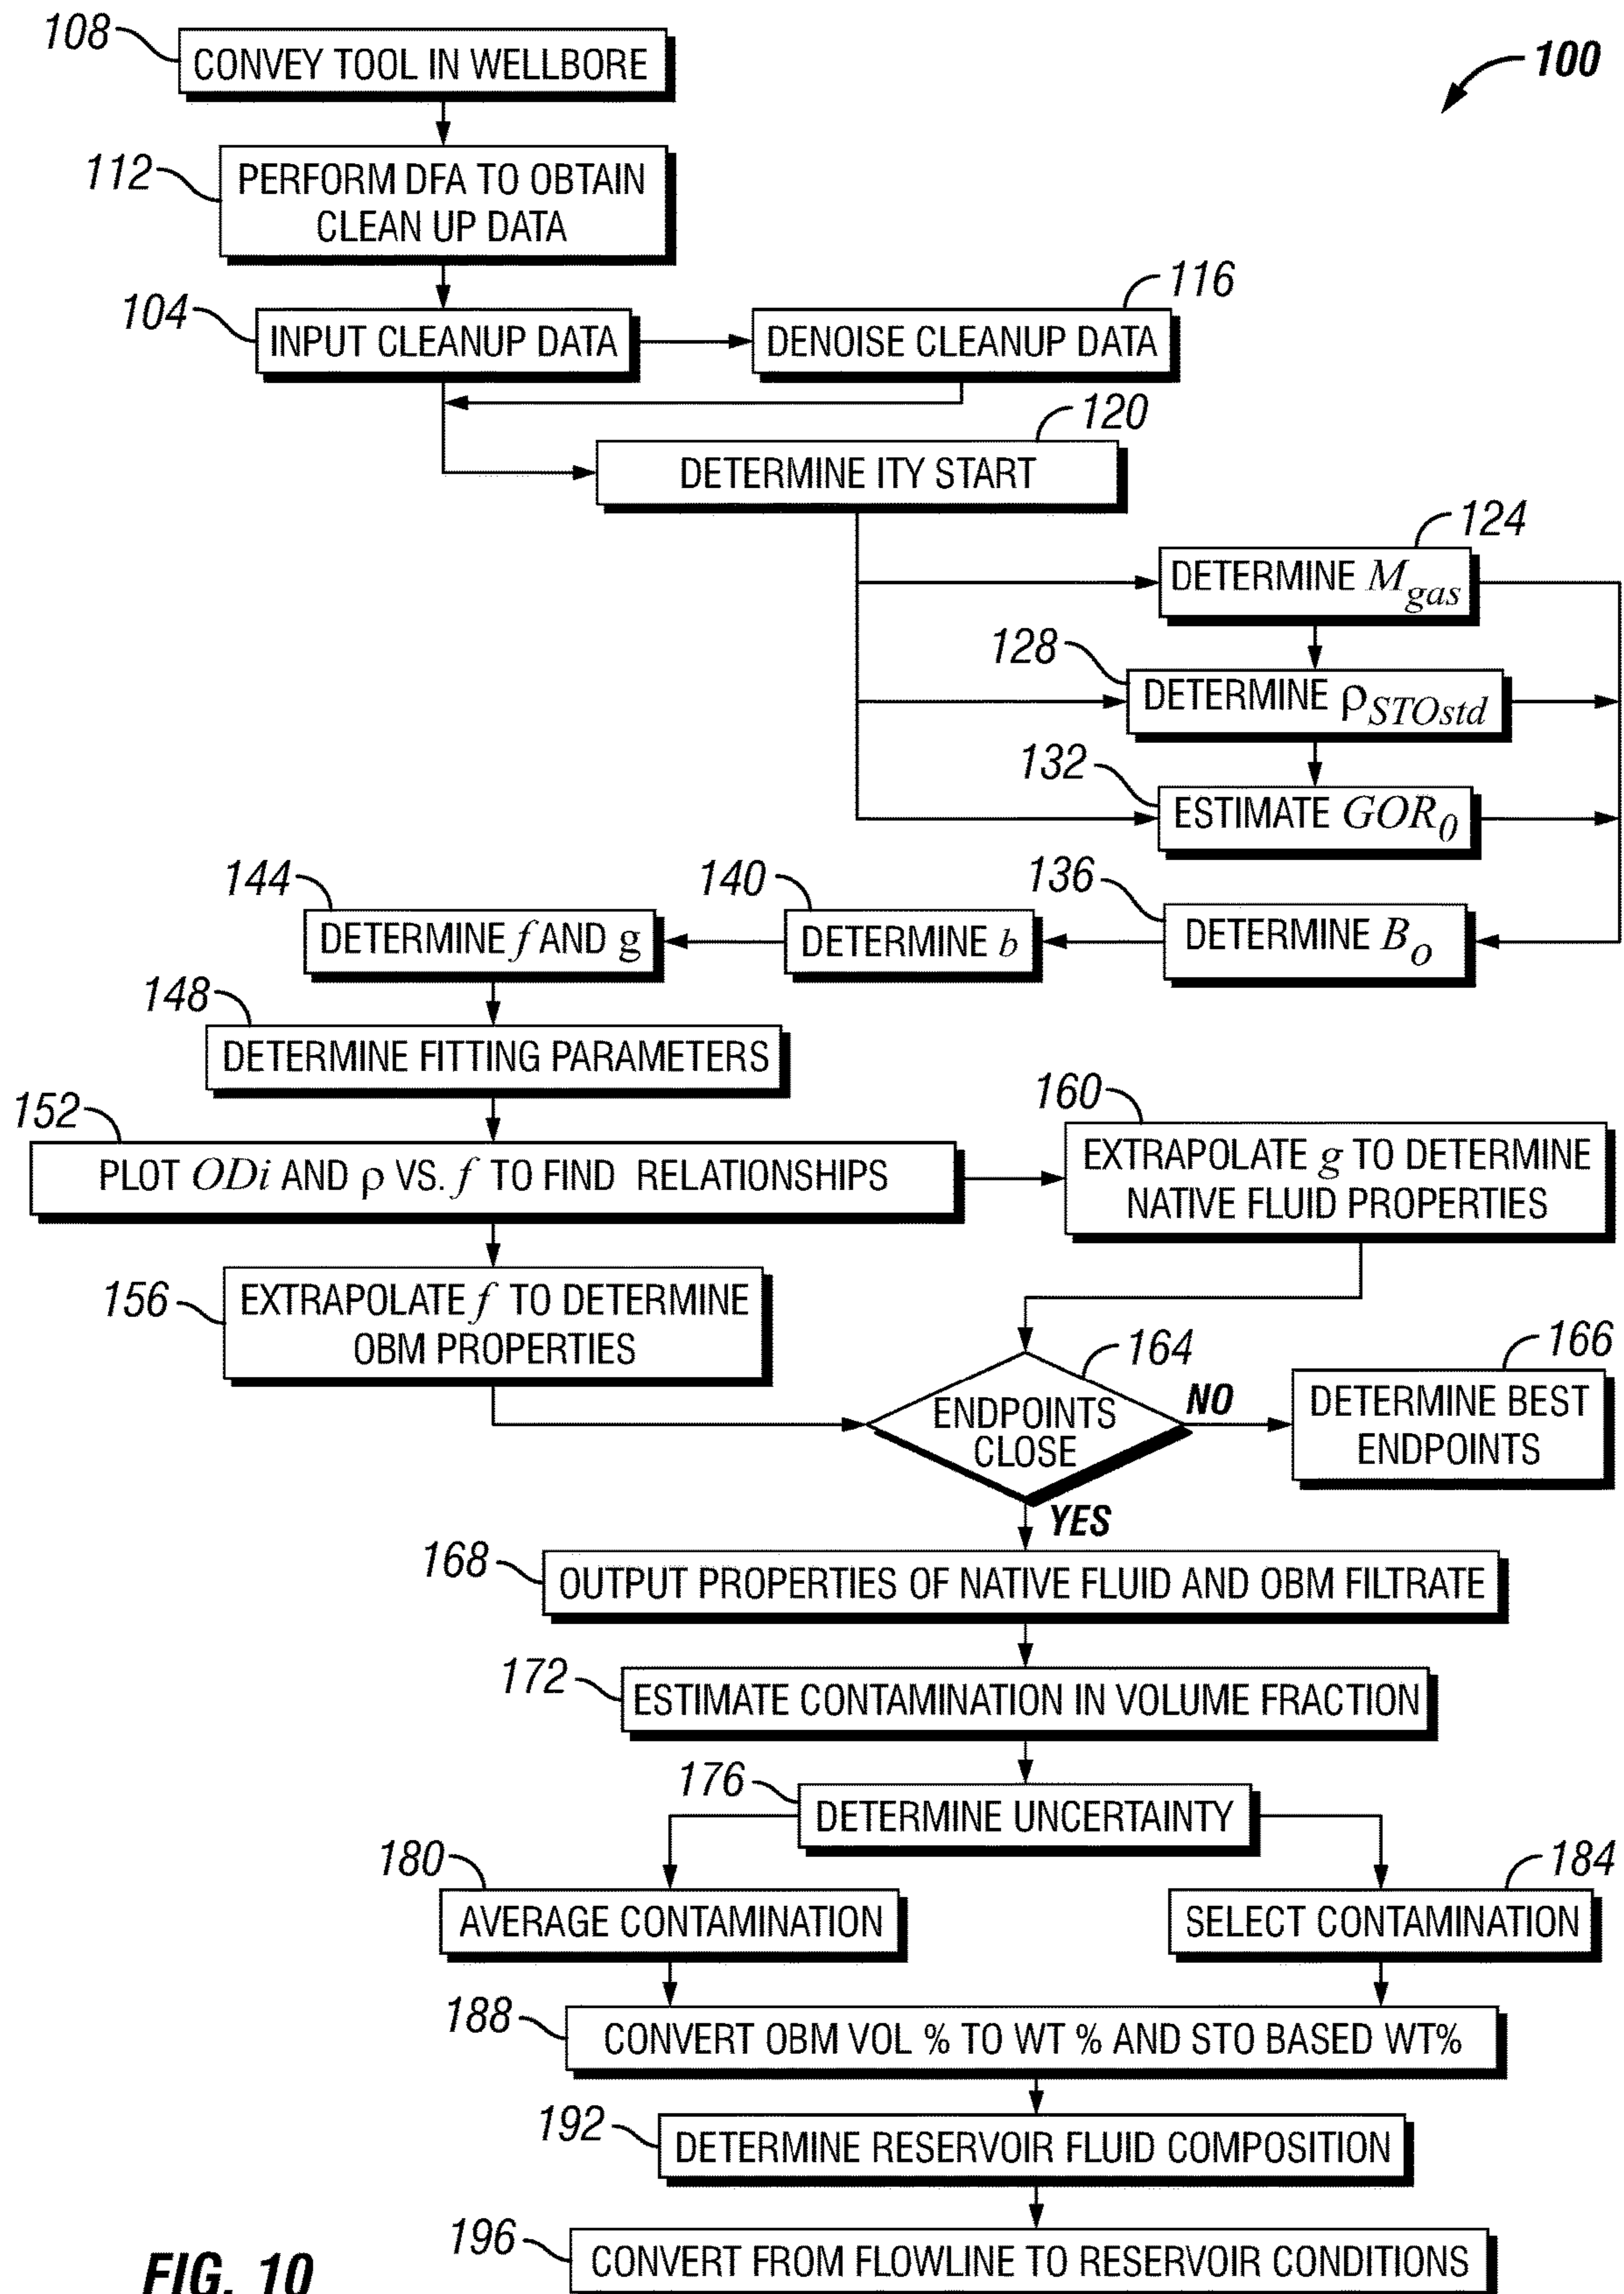 108
CONVEY TOOL IN WELLBORE
100
112
PERFORM DFA TO OBTAIN
CLEAN UP DATA
104
INPUT CLEANUP DATA
116
DENOISE CLEANUP DATA
120
DETERMINE ITY START
124
DETERMINE M_gas
128
DETERMINE ρ_STOstd
132
ESTIMATE GOR_0
136
DETERMINE B_o
140
DETERMINE b
144
DETERMINE f AND g
148
DETERMINE FITTING PARAMETERS
152
PLOT ODi AND ρ VS. f TO FIND RELATIONSHIPS
160
EXTRAPOLATE g TO DETERMINE
NATIVE FLUID PROPERTIES
156
EXTRAPOLATE f TO DETERMINE
OBM PROPERTIES
164
ENDPOINTS
CLOSE
NO
166
DETERMINE BEST
ENDPOINTS
YES
168
OUTPUT PROPERTIES OF NATIVE FLUID AND OBM FILTRATE
172
ESTIMATE CONTAMINATION IN VOLUME FRACTION
176
DETERMINE UNCERTAINTY
180
AVERAGE CONTAMINATION
184
SELECT CONTAMINATION
188
CONVERT OBM VOL % TO WT % AND STO BASED WT%
192
DETERMINE RESERVOIR FLUID COMPOSITION
196
CONVERT FROM FLOWLINE TO RESERVOIR CONDITIONS
FIG. 10